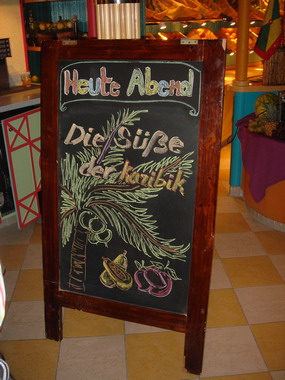 Heute Abend
Die Süße
der karibik